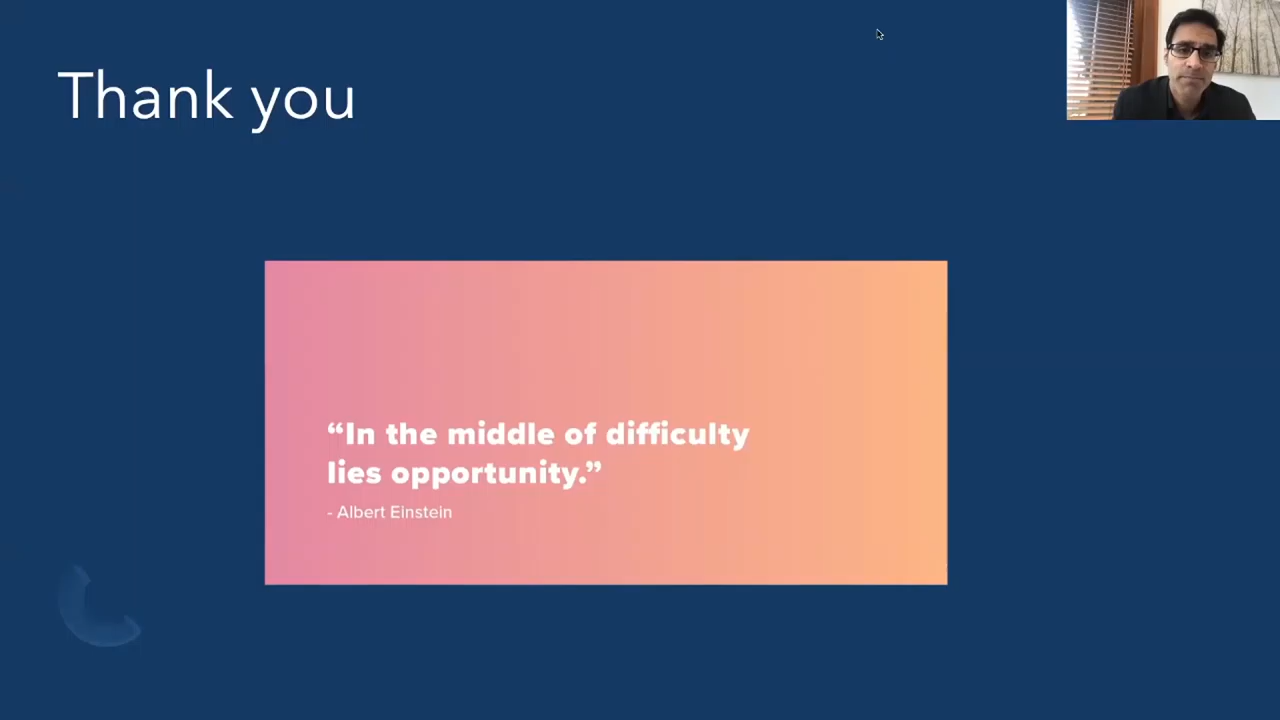 Thank you
“In the middle of difficulty
lies opportunity.”
- Albert Einstein